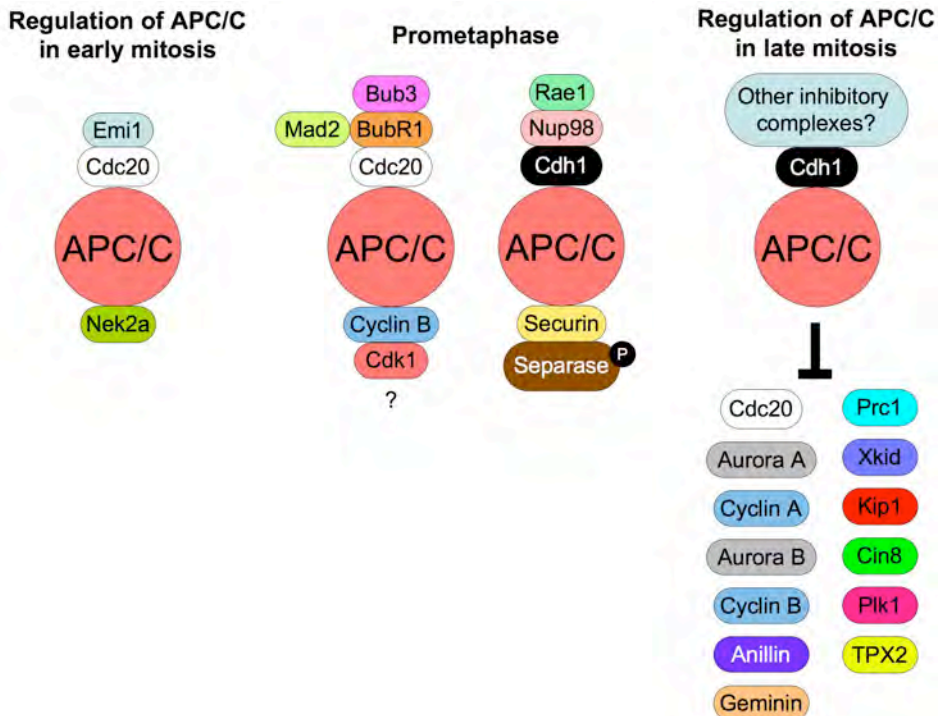 Regulation of APC/C
in early mitosis
Emi1
Cdc20
APC/C
Nek2a
Prometaphase
Bub3
Mad2
BubR1
Cdc20
APC/C
Cyclin B
Cdk1
?
Rae1
Nup98
Cdh1
APC/C
Securin
Separase
P
Regulation of APC/C
in late mitosis
Other inhibitory
complexes?
Cdh1
APC/C
Cdc20
Aurora A
Cyclin A
Aurora B
Cyclin B
Anillin
Geminin
Prc1
Xkid
Kip1
Cin8
Plk1
TPX2